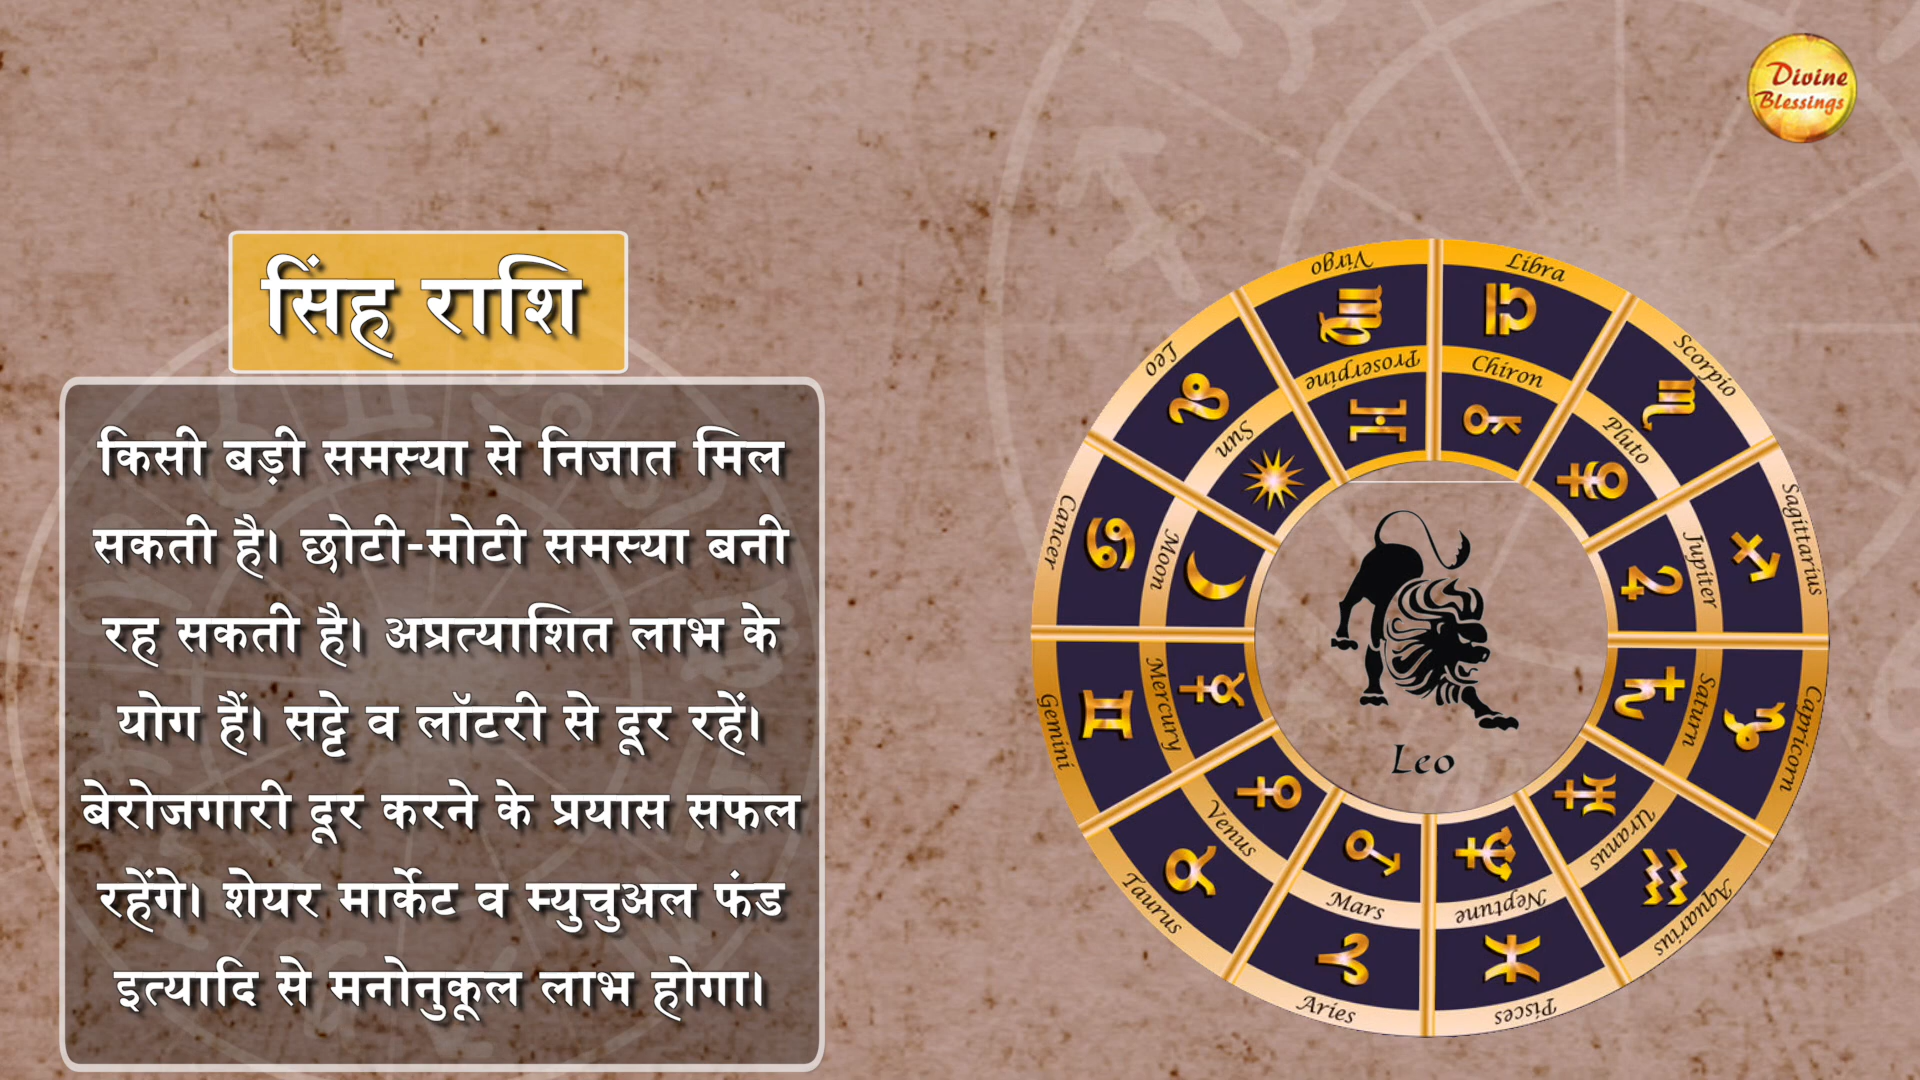 Divine
Blessings
सिंह राशि
किसी बड़ी समस्या से निजात मिल
सकती है। छोटी-मोटी समस्या बनी
रह सकती है। अप्रत्याशित लाभ के
योग हैं। सट्टे व लॉटरी से दूर रहें।
बेरोजगारी दूर करने के प्रयास सफल
रहेंगे। शेयर मार्केट व म्युचुअल फंड
इत्यादि से मनोनुकूल लाभ होगा।
Virgo
Libra
Scorpio
Sagittarius
Capricorn
Aquarius
Pisces
Aries
Taurus
Gemini
Cancer
Leo
Proserpine
Chiron
Pluto
Jupiter
Saturn
Uranus
Neptune
Mars
Venus
Mercury
Moon
Sun
Leo